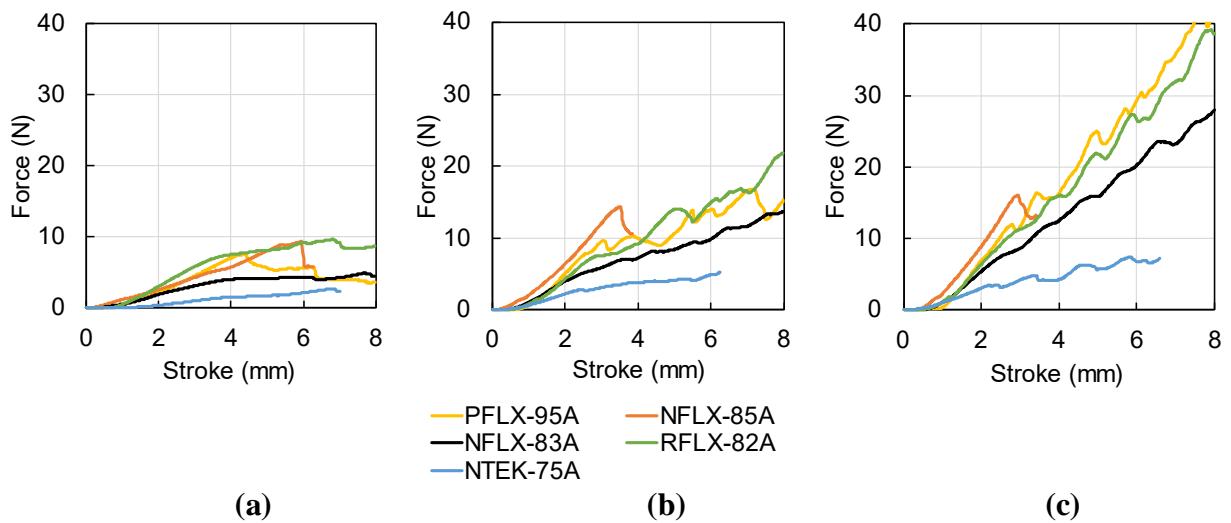 40
30
20
10
0
Force (N)
0 2 4 6 8
Stroke (mm)
40
30
20
10
0
Force (N)
0 2 4 6 8
Stroke (mm)
40
30
20
10
0
Force (N)
0 2 4 6 8
Stroke (mm)
PFLX-95A NFLX-85A
NFLX-83A RFLX-82A
NTEK-75A
(a) (b) (c)